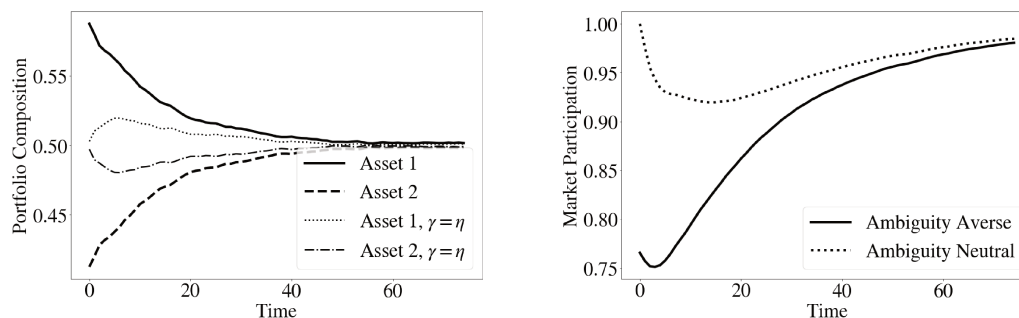 Portfolio Composition
0.55
0.50
0.45
0
20
40
60
Time
Asset 1
Asset 2
Asset 1, γ = η
Asset 2, γ = η
Market Participation
1.00
0.95
0.90
0.85
0.80
0.75
0
20
40
60
Time
Ambiguity Averse
Ambiguity Neutral